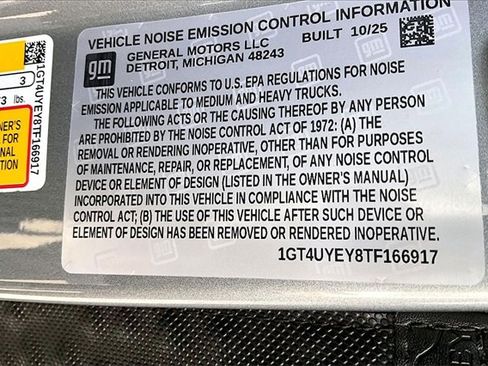 VEHICLE NOISE EMISSION CONTROL INFORMATION
gm
GENERAL MOTORS LLC BUILT 10/25
DETROIT, MICHIGAN 48243
THIS VEHICLE CONFORMS TO U.S. EPA REGULATIONS FOR NOISE
EMISSION APPLICABLE TO MEDIUM AND HEAVY TRUCKS.
THE FOLLOWING ACTS OR THE CAUSING THEREOF BY ANY PERSON
ARE PROHIBITED BY THE NOISE CONTROL ACT OF 1972: (A) THE
REMOVAL OR RENDERING INOPERATIVE, OTHER THAN FOR PURPOSES
OF MAINTENANCE, REPAIR, OR REPLACEMENT, OF ANY NOISE CONTROL
DEVICE OR ELEMENT OF DESIGN (LISTED IN THE OWNER'S MANUAL)
INCORPORATED INTO THIS VEHICLE IN COMPLIANCE WITH THE NOISE
CONTROL ACT; (B) THE USE OF THIS VEHICLE AFTER SUCH DEVICE OR
ELEMENT OF DESIGN HAS BEEN REMOVED OR RENDERED INOPERATIVE.
1GT4UYEY8TF166917
3
lbs.
1GT4UYEY8TF166917